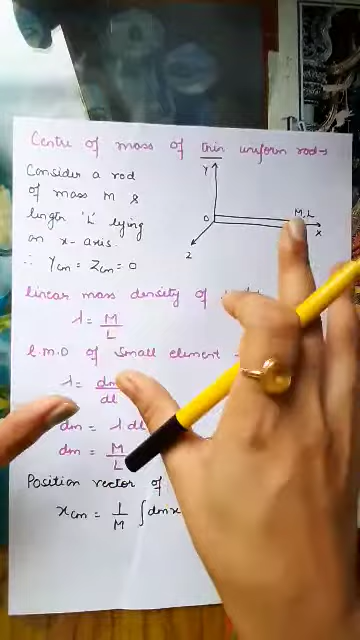 Centre of mass of thin uniform rod →
Consider a rod
of mass M &
length 'L' lying
on x-axis.
∴ Ycm = Zcm = 0
Y
O
M, L
X
Z
linear mass density of
λ = M/L
l.m.D of small element
λ = dm/dl
dm = λ dl
dm = M/L
Position vector of
xcm = 1/M ∫dmx